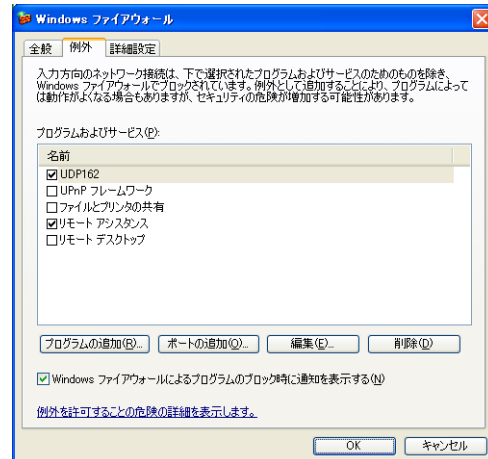 Windows ファイアウォール
全般
例外
詳細設定
入力方向のネットワーク接続は、下で選択されたプログラムおよびサービスのためのものを除き、
Windows ファイアウォールでブロックされています。例外として追加することにより、プログラムによって
は動作がよくなる場合もありますが、セキュリティの危険が増加する可能性があります。
プログラムおよびサービス(P):
名前
UDP162
UPnP フレームワーク
ファイルとプリンタの共有
リモート アシスタンス
リモート デスクトップ
プログラムの追加(R)...
ポートの追加(O)...
編集(E)...
削除(D)
Windows ファイアウォールによるプログラムのブロック時に通知を表示する(N)
例外を許可することの危険の詳細を表示します。
OK
キャンセル